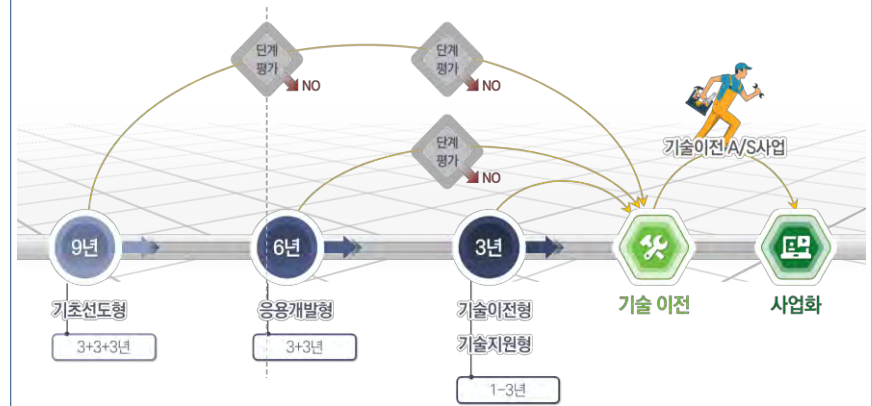 단계
평가
NO
단계
평가
NO
단계
평가
NO
기술이전 A/S사업
9년
6년
3년
기술 이전
사업화
기초선도형
응용개발형
기술이전형
기술지원형
3+3+3년
3+3년
1-3년